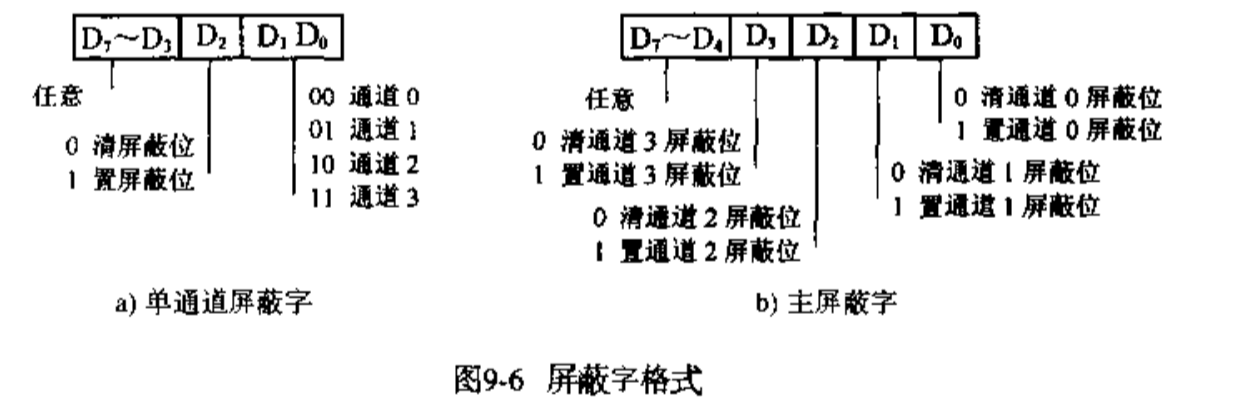 D₇～D₃ D₂ D₁ D₀
任意
0 清屏蔽位
1 置屏蔽位
00 通道 0
01 通道 1
10 通道 2
11 通道 3
a) 单通道屏蔽字
D₇～D₄ D₃ D₂ D₁ D₀
任意
0 清通道 3 屏蔽位
1 置通道 3 屏蔽位
0 清通道 2 屏蔽位
1 置通道 2 屏蔽位
0 清通道 1 屏蔽位
1 置通道 1 屏蔽位
0 清通道 0 屏蔽位
1 置通道 0 屏蔽位
b) 主屏蔽字
图9-6 屏蔽字格式